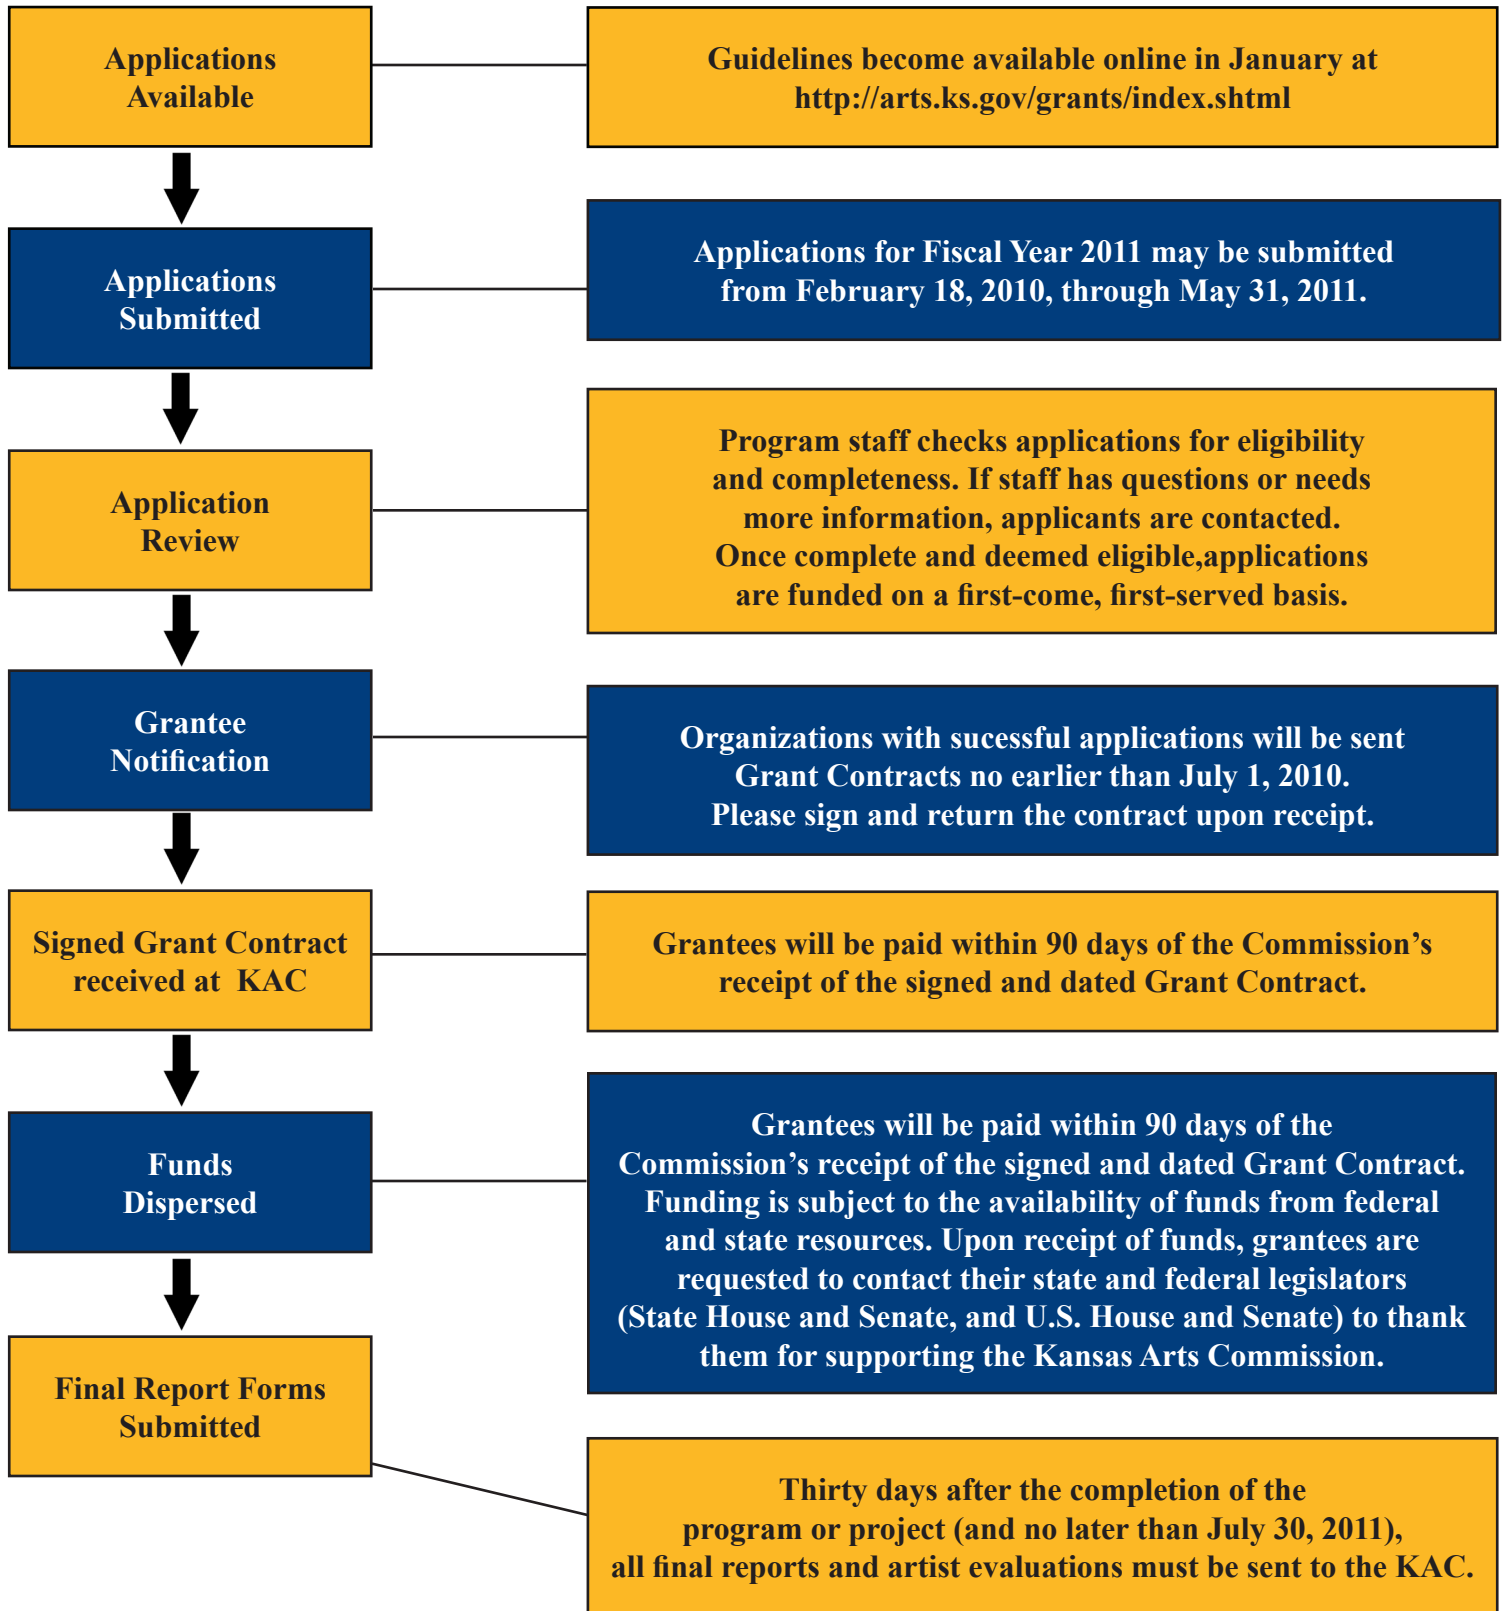 Applications
Available
Guidelines become available online in January at
http://arts.ks.gov/grants/index.shtml
Applications
Submitted
Applications for Fiscal Year 2011 may be submitted
from February 18, 2010, through May 31, 2011.
Application
Review
Program staff checks applications for eligibility
and completeness. If staff has questions or needs
more information, applicants are contacted.
Once complete and deemed eligible,applications
are funded on a first-come, first-served basis.
Grantee
Notification
Organizations with sucessful applications will be sent
Grant Contracts no earlier than July 1, 2010.
Please sign and return the contract upon receipt.
Signed Grant Contract
received at KAC
Grantees will be paid within 90 days of the Commission’s
receipt of the signed and dated Grant Contract.
Funds
Dispersed
Grantees will be paid within 90 days of the
Commission’s receipt of the signed and dated Grant Contract.
Funding is subject to the availability of funds from federal
and state resources. Upon receipt of funds, grantees are
requested to contact their state and federal legislators
(State House and Senate, and U.S. House and Senate) to thank
them for supporting the Kansas Arts Commission.
Final Report Forms
Submitted
Thirty days after the completion of the
program or project (and no later than July 30, 2011),
all final reports and artist evaluations must be sent to the KAC.